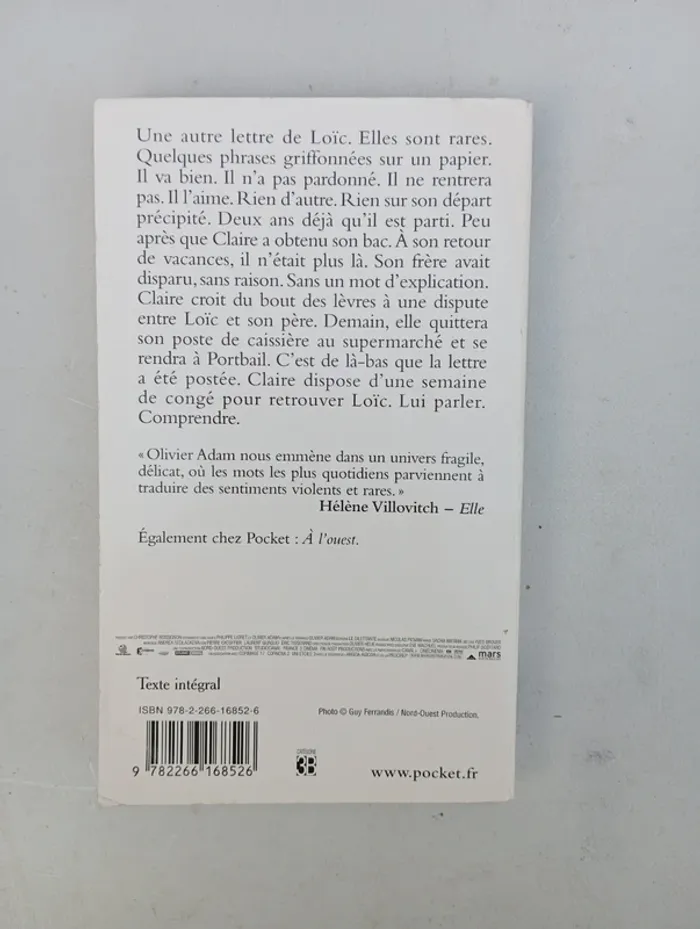 Une autre lettre de Loïc. Elles sont rares.
Quelques phrases griffonnées sur un papier.
Il va bien. Il n'a pas pardonné. Il ne rentrera
pas. Il l'aime. Rien d'autre. Rien sur son départ
précipité. Deux ans déjà qu'il est parti. Peu
après que Claire a obtenu son bac. À son retour
de vacances, il n'était plus là. Son frère avait
disparu, sans raison. Sans un mot d'explication.
Claire croit du bout des lèvres à une dispute
entre Loïc et son père. Demain, elle quittera
son poste de caissière au supermarché et se
rendra à Portbail. C'est de là-bas que la lettre
a été postée. Claire dispose d'une semaine
de congé pour retrouver Loïc. Lui parler.
Comprendre.
« Olivier Adam nous emmène dans un univers fragile,
délicat, où les mots les plus quotidiens parviennent à
traduire des sentiments violents et rares. »
Hélène Villovitch – Elle
Également chez Pocket : À l'ouest.
mars
Texte intégral
ISBN 978-2-266-16852-6
Photo © Guy Ferrandis / Nord-Ouest Production.
CATÉGORIE
3B
9 782266 168526
www.pocket.fr